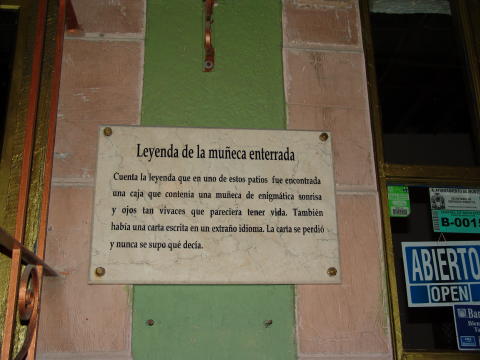 Leyenda de la muñeca enterrada
Cuenta la leyenda que en uno de estos patios fue encontrada
una caja que contenía una muñeca de enigmática sonrisa
y ojos tan vivaces que pareciera tener vida. También
había una carta escrita en un extraño idioma. La carta se perdió
y nunca se supo qué decía.
B-0015
ABIERTO
OPEN